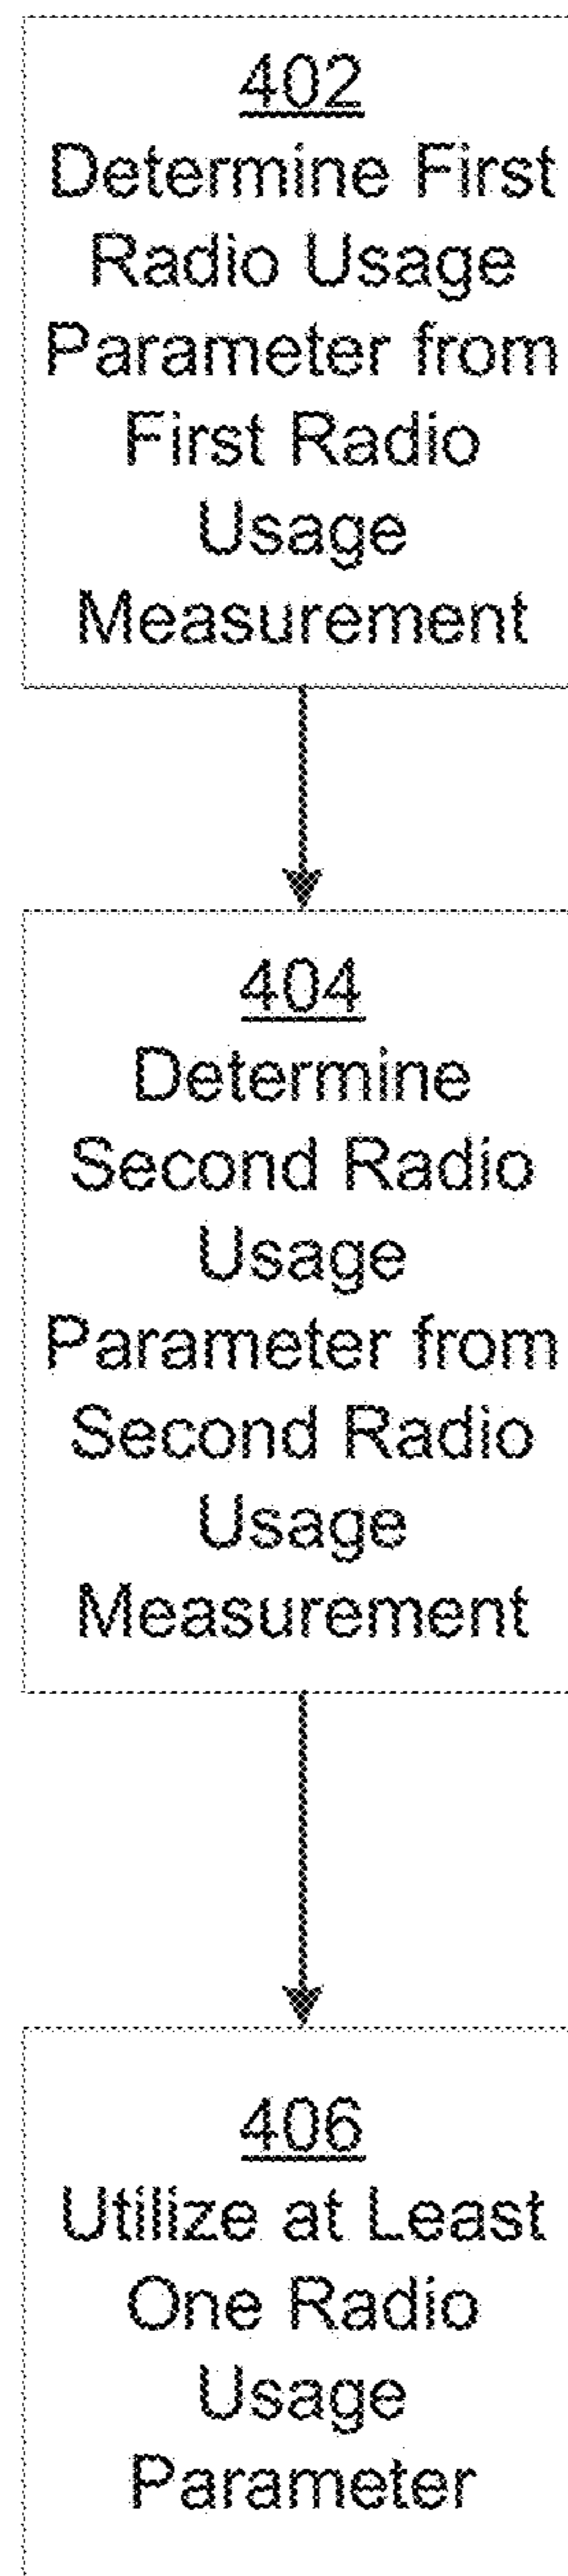 402
Determine First
Radio Usage
Parameter from
First Radio
Usage
Measurement
404
Determine
Second Radio
Usage
Parameter from
Second Radio
Usage
Measurement
406
Utilize at Least
One Radio
Usage
Parameter